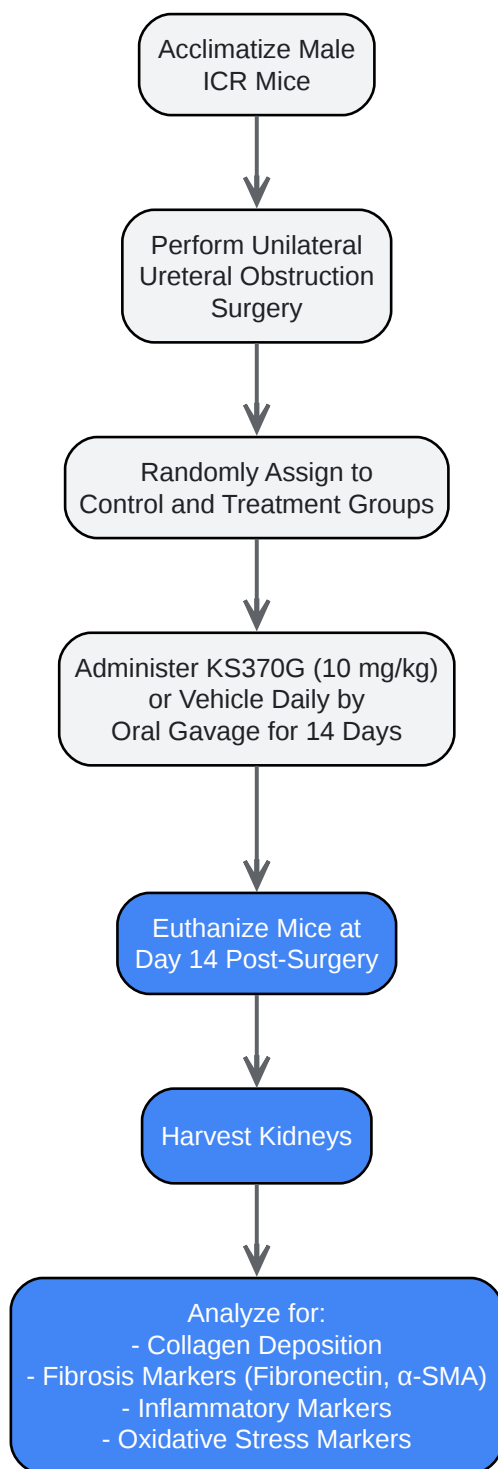 Acclimatize Male
ICR Mice
Perform Unilateral
Ureteral Obstruction
Surgery
Randomly Assign to
Control and Treatment Groups
Administer KS370G (10 mg/kg)
or Vehicle Daily by
Oral Gavage for 14 Days
Euthanize Mice at
Day 14 Post-Surgery
Harvest Kidneys
Analyze for:
- Collagen Deposition
- Fibrosis Markers (Fibronectin, α-SMA)
- Inflammatory Markers
- Oxidative Stress Markers